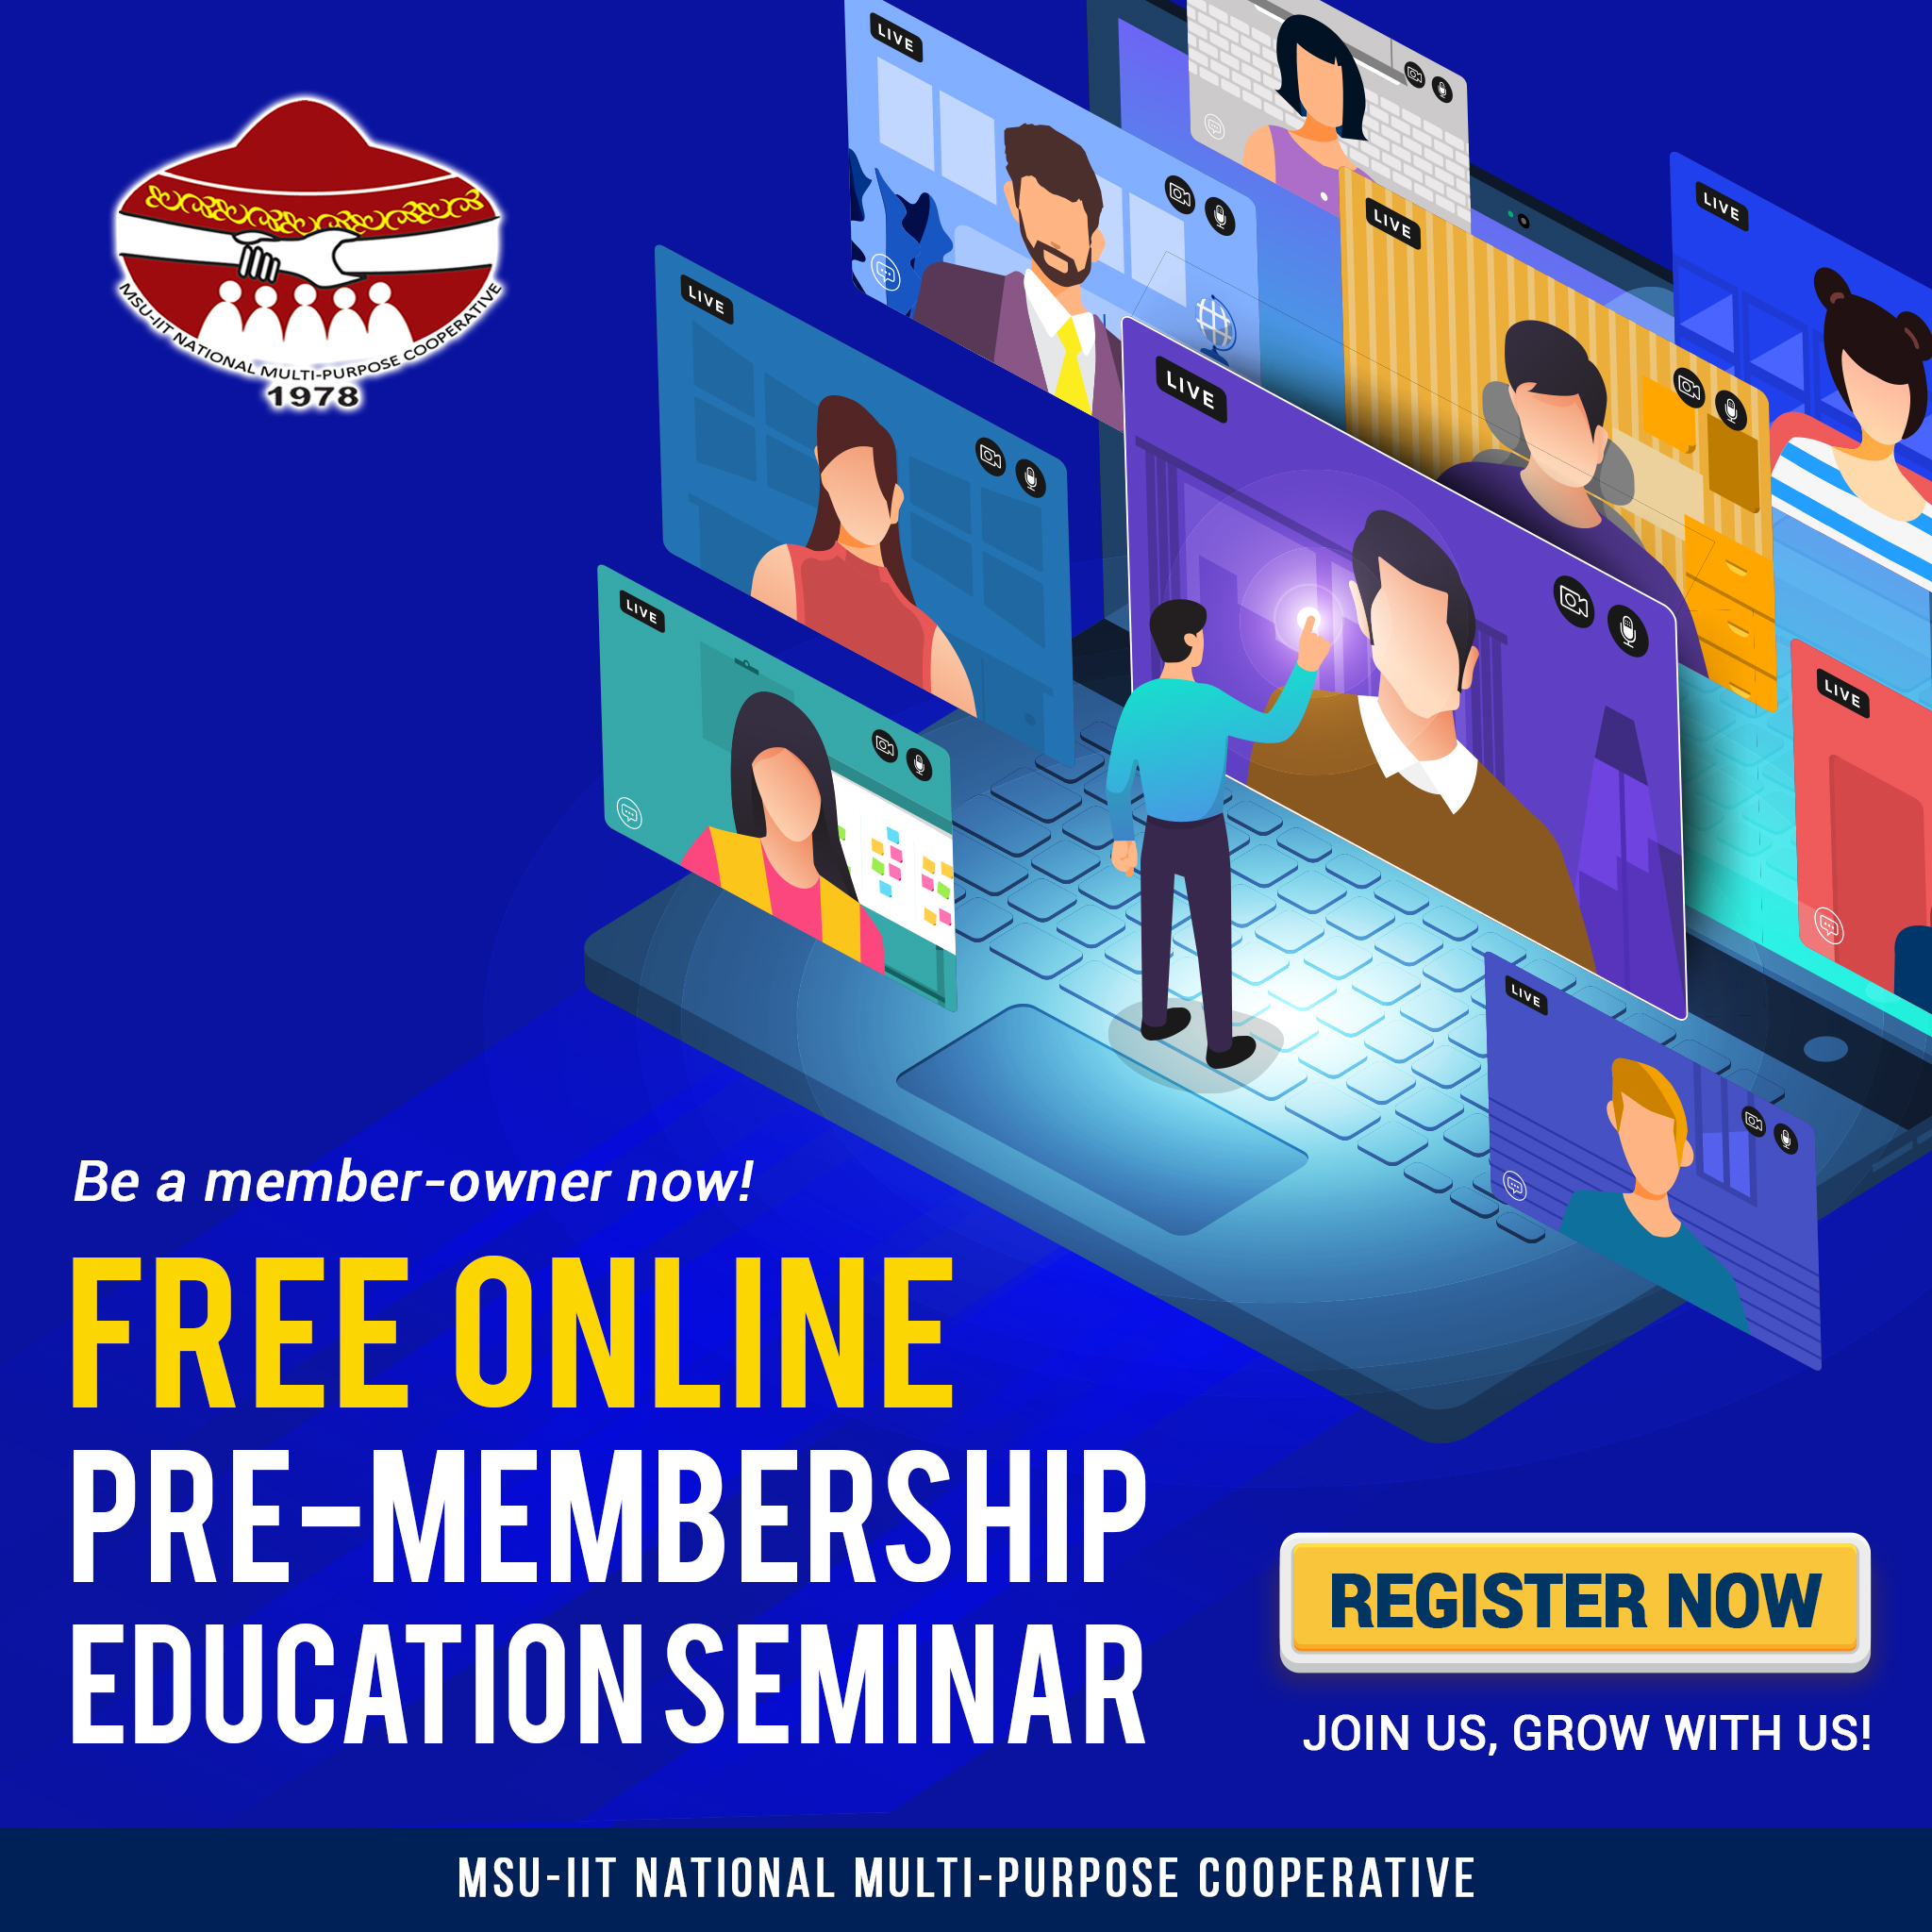 LIVE
LIVE
LIVE
LIVE
LIVE
LIVE
LIVE
LIVE
LIVE
MSU-IIT NATIONAL MULTI-PURPOSE COOPERATIVE
1978
Be a member-owner now!
FREE ONLINE
PRE-MEMBERSHIP
EDUCATION SEMINAR
REGISTER NOW
JOIN US, GROW WITH US!
MSU-IIT NATIONAL MULTI-PURPOSE COOPERATIVE